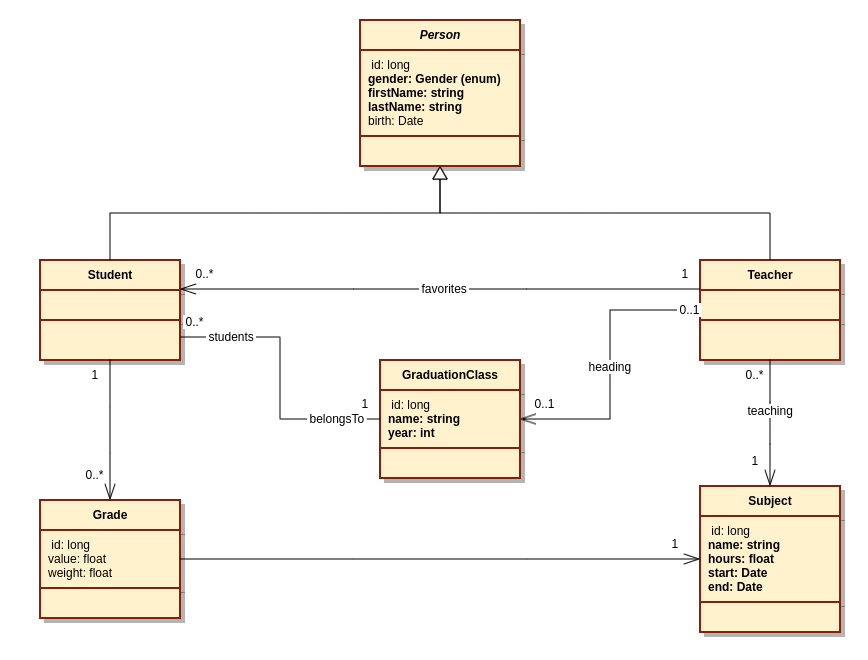 Person
id: long
gender: Gender (enum)
firstName: string
lastName: string
birth: Date
Student
Teacher
0..*
favorites
1
0..*
students
0..1
heading
GraduationClass
id: long
name: string
year: int
1
belongsTo
0..1
1
0..*
0..*
teaching
1
Grade
id: long
value: float
weight: float
1
Subject
id: long
name: string
hours: float
start: Date
end: Date